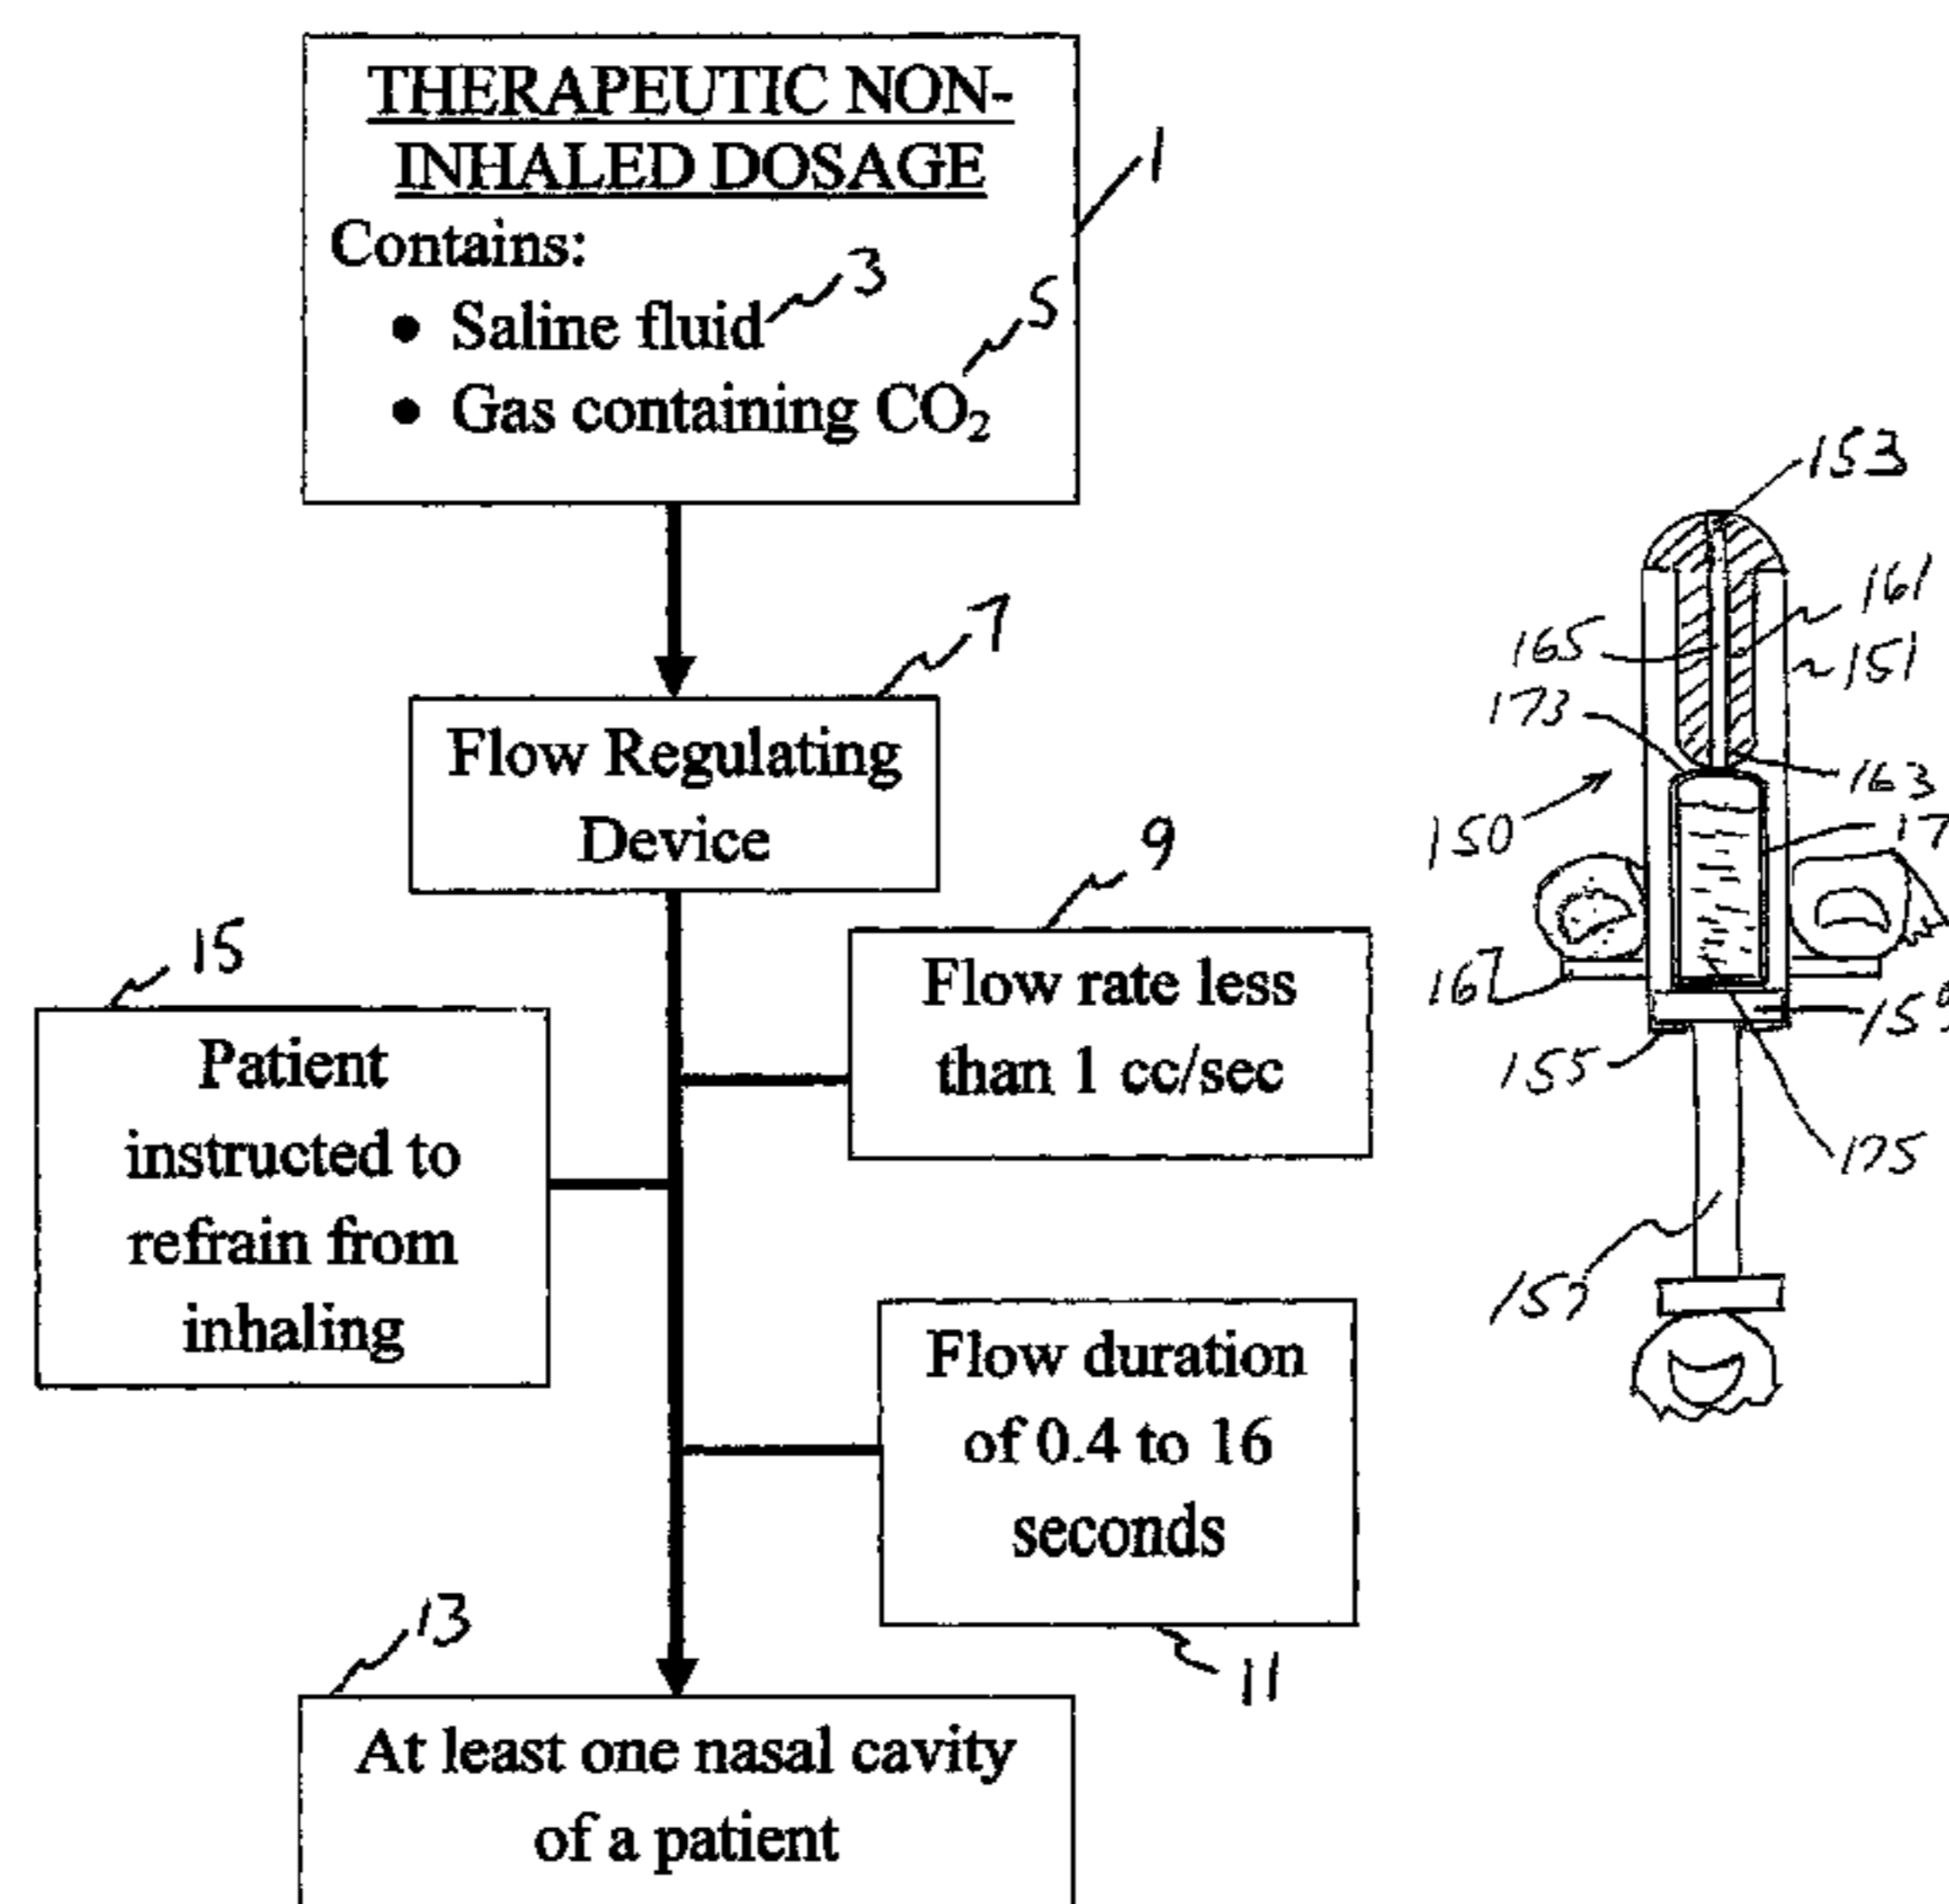 THERAPEUTIC NON-
INHALED DOSAGE
1
Contains:
• Saline fluid
3
• Gas containing CO₂
5
Flow Regulating
Device
7
Flow rate less
than 1 cc/sec
9
Patient
instructed to
refrain from
inhaling
15
Flow duration
of 0.4 to 16
seconds
11
At least one nasal cavity
of a patient
13
153
161
165
151
173
163
150
17
167
159
155
175
157